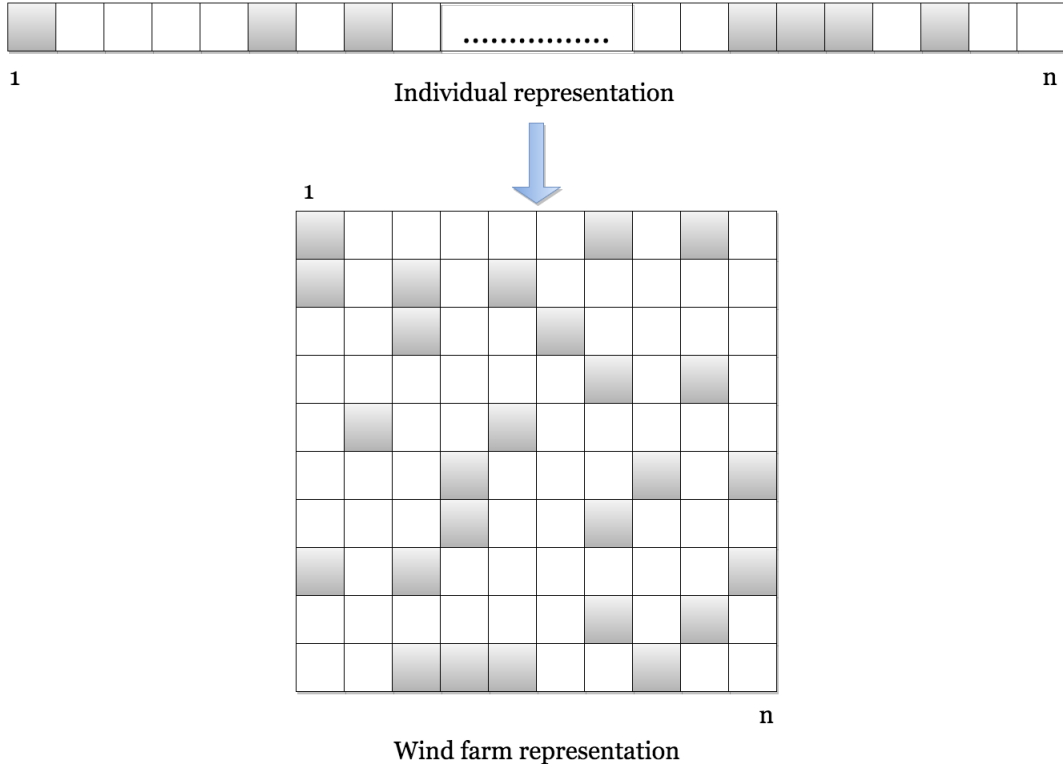 ................
1
n
Individual representation
1
n
Wind farm representation